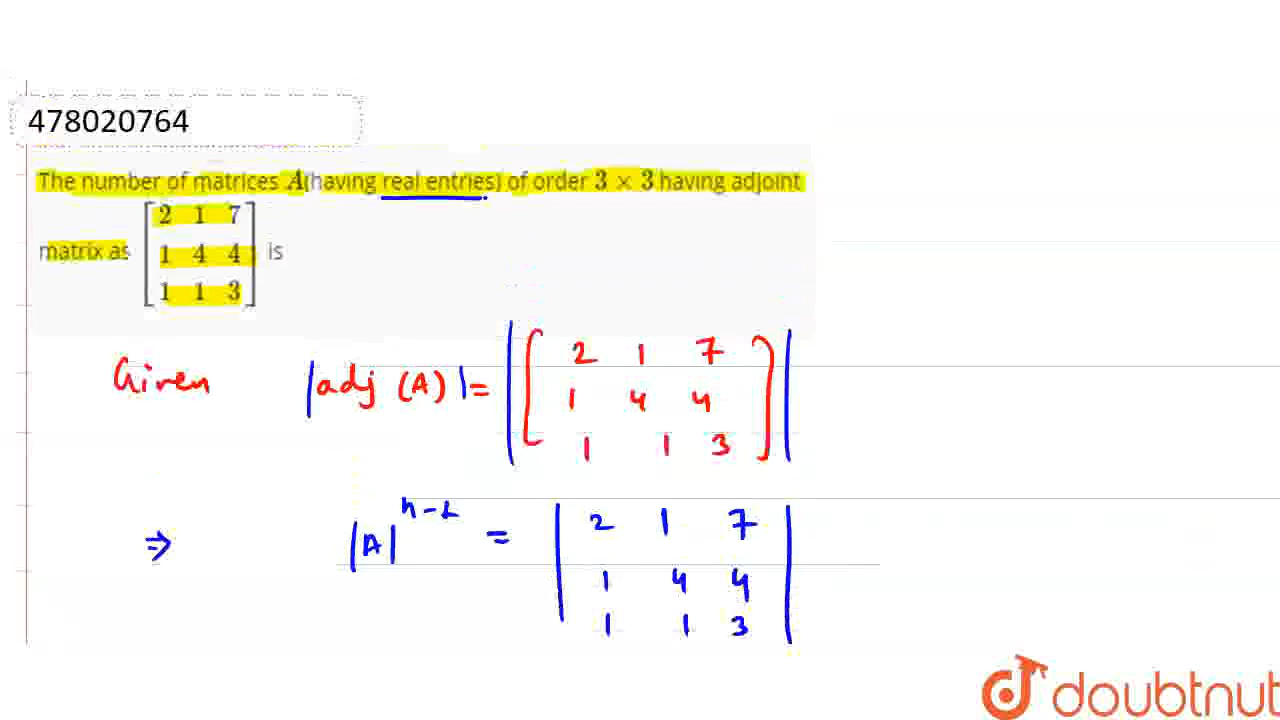 478020764
The number of matrices A(having real entries) of order 3 × 3 having adjoint
matrix as [2 1 7
1 4 4
1 1 3] is
Given |adj (A)| = |[2 1 7
1 4 4
1 1 3]|
⇒ |A|^n-1 = |2 1 7
1 4 4
1 1 3|
doubtnut